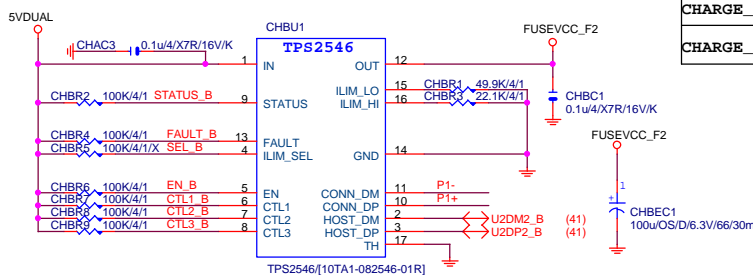 5VDUAL
CHAC3 0.1u/4/X7R/16V/K
CHBU1
TPS2546
FUSEVCC_F2
CHARGE_
CHARGE_
1 IN OUT 12
CHBR2 100K/4/1 STATUS_B 9 STATUS
ILIM_LO 15 CHBR1 49.9K/4/1
ILIM_HI 16 CHBR3 22.1K/4/1
CHBC1
0.1u/4/X7R/16V/K
CHBR4 100K/4/1 FAULT_B 13 FAULT
CHBR5 100K/4/1/X SEL_B 4 ILIM_SEL GND 14
FUSEVCC_F2
CHBR6 100K/4/1 EN_B 5 EN CONN_DM 11 P1-
CHBR7 100K/4/1 CTL1_B 6 CTL1 CONN_DP 10 P1+
CHBR8 100K/4/1 CTL2_B 7 CTL2 HOST_DM 2 U2DM2_B (41)
CHBR9 100K/4/1 CTL3_B 8 CTL3 HOST_DP 3 U2DP2_B (41)
TH 17
1
+
CHBEC1
100u/OS/D/6.3V/66/30m
TPS2546/[10TA1-082546-01R]